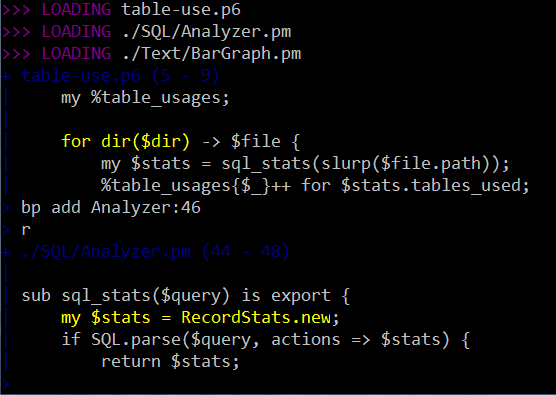 >>> LOADING table-use.p6
>>> LOADING ./SQL/Analyzer.pm
>>> LOADING ./Text/BarGraph.pm
+ table-use.p6 (5 - 9)
|     my %table_usages;
|
|     for dir($dir) -> $file {
|         my $stats = sql_stats(slurp($file.path));
|         %table_usages{$_}++ for $stats.tables_used;
> bp add Analyzer:46
> r
+ ./SQL/Analyzer.pm (44 - 48)
|
| sub sql_stats($query) is export {
|     my $stats = RecordStats.new;
|     if SQL.parse($query, actions => $stats) {
|         return $stats;
>